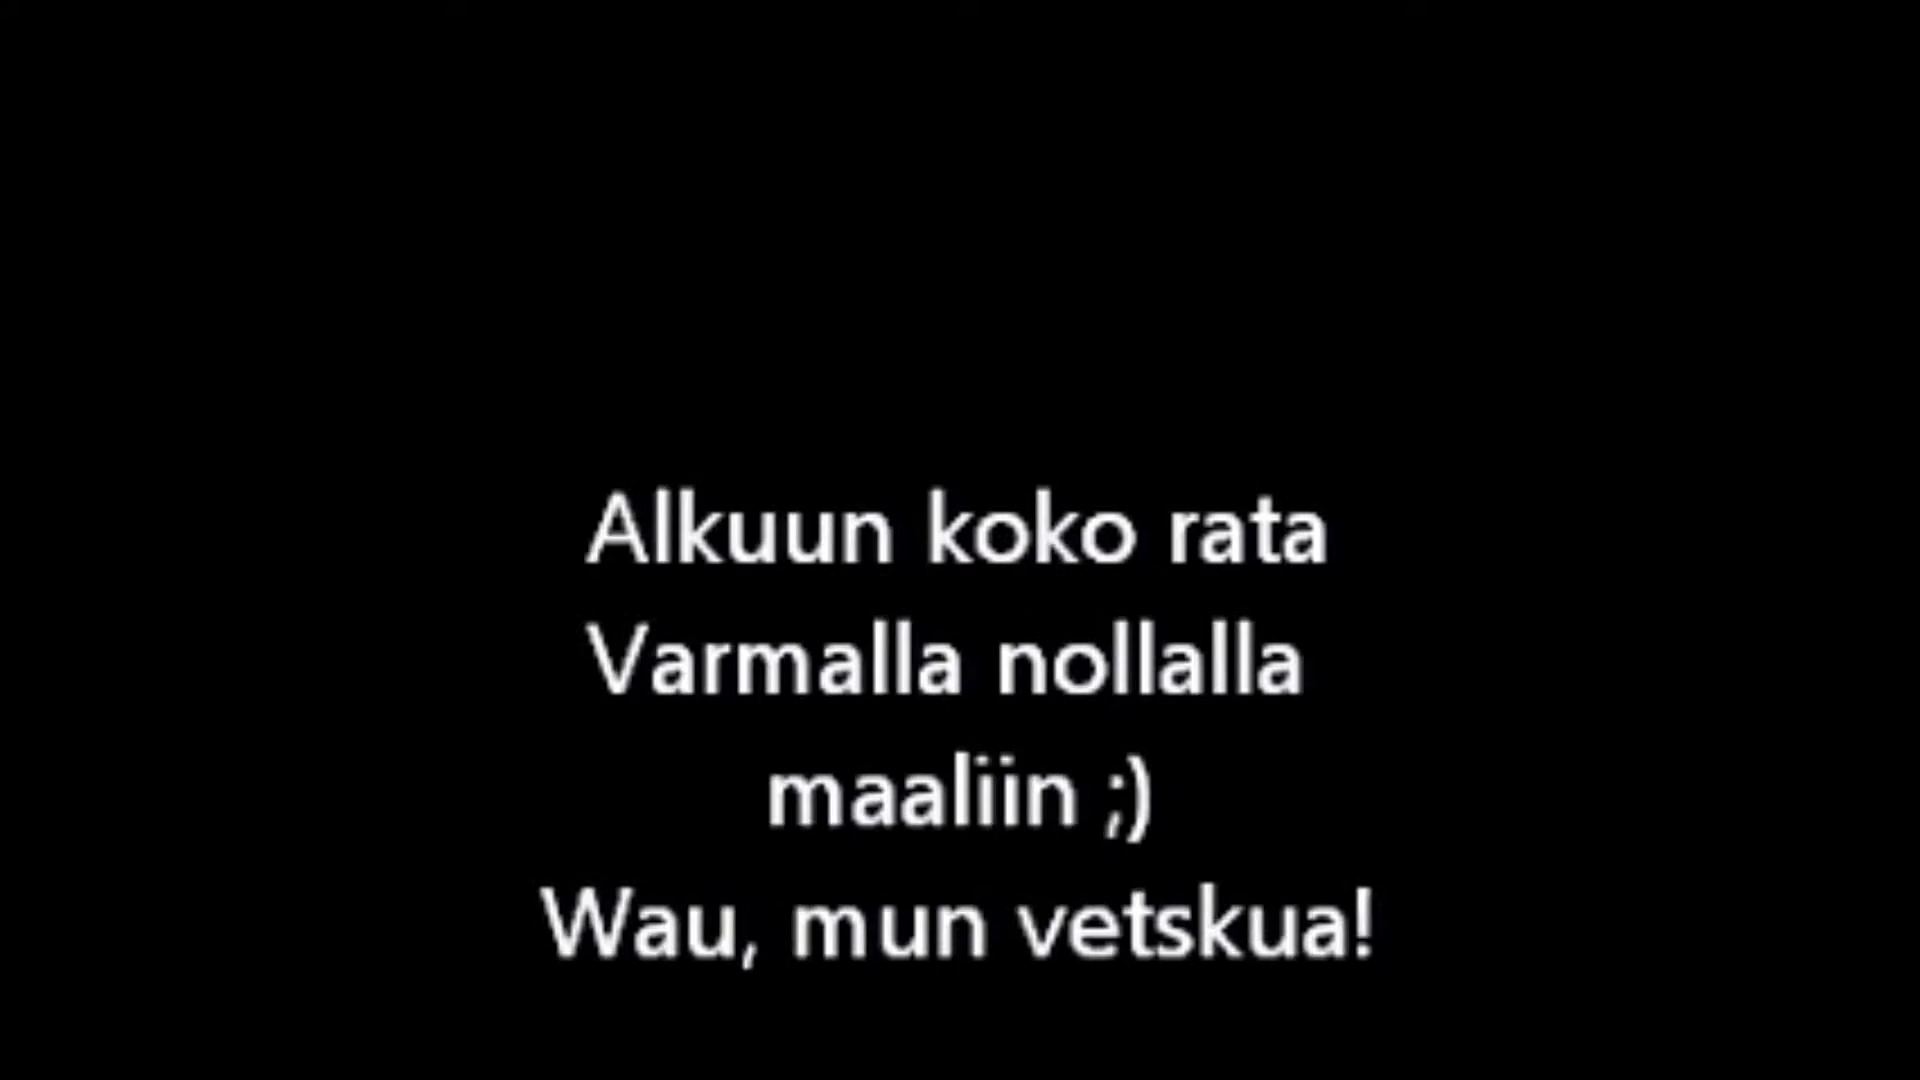 Alkuun koko rata
Varmalla nollalla
maaliin ;)
Wau, mun vetskua!